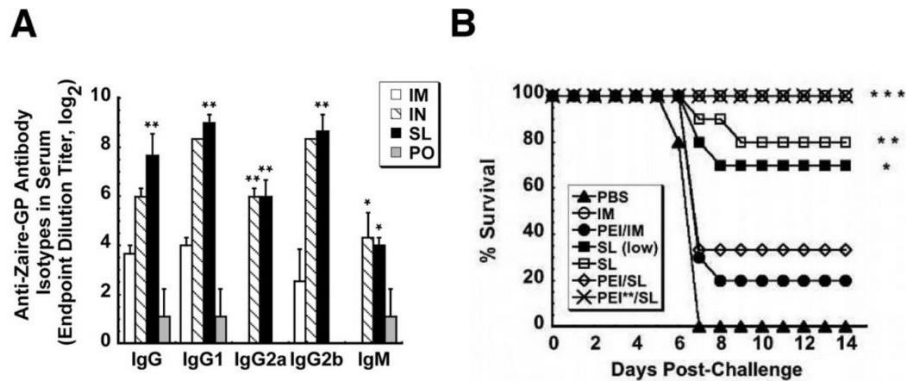 A
Anti-Zaire-GP Antibody
Isotypes in Serum
(Endpoint Dilution Titer, log2)
10
8
6
4
2
0
**
**
**
**
**
*
*
IM
IN
SL
PO
IgG IgG1 IgG2a IgG2b IgM
B
% Survival
100
80
60
40
20
0
PBS
IM
PEI/IM
SL (low)
SL
PEI/SL
PEI**/SL
***
**
*
0 2 4 6 8 10 12 14
Days Post-Challenge